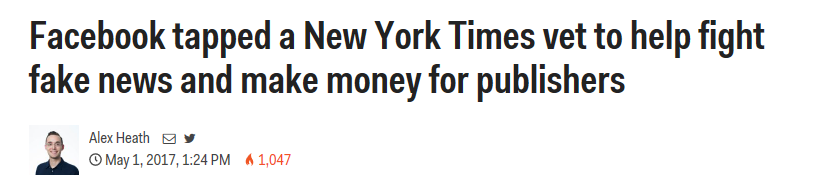 Facebook tapped a New York Times vet to help fight
fake news and make money for publishers
Alex Heath
May 1, 2017, 1:24 PM 1,047